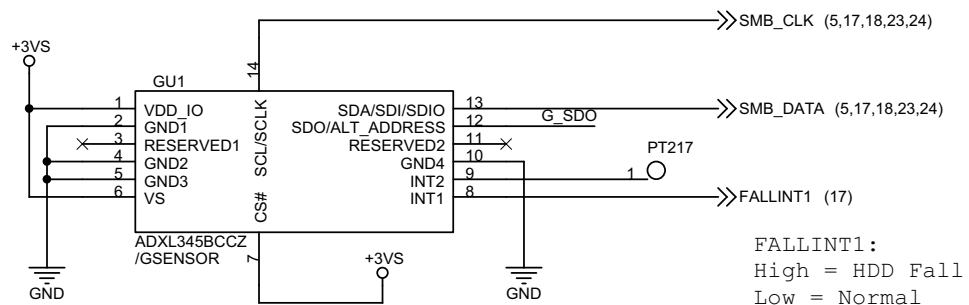 SMB_CLK (5,17,18,23,24)
+3VS
GU1
14
1 VDD_IO
2 GND1
3 RESERVED1
4 GND2
5 GND3
6 VS
SCL/SCLK
CS#
SDA/SDI/SDIO 13
SMB_DATA (5,17,18,23,24)
SDO/ALT_ADDRESS 12
G_SDO
RESERVED2 11
GND4 10
INT2 9
1
PT217
INT1 8
FALLINT1 (17)
ADXL345BCCZ
/GSENSOR
7
+3VS
GND
GND
FALLINT1:
High = HDD Fall
Low = Normal